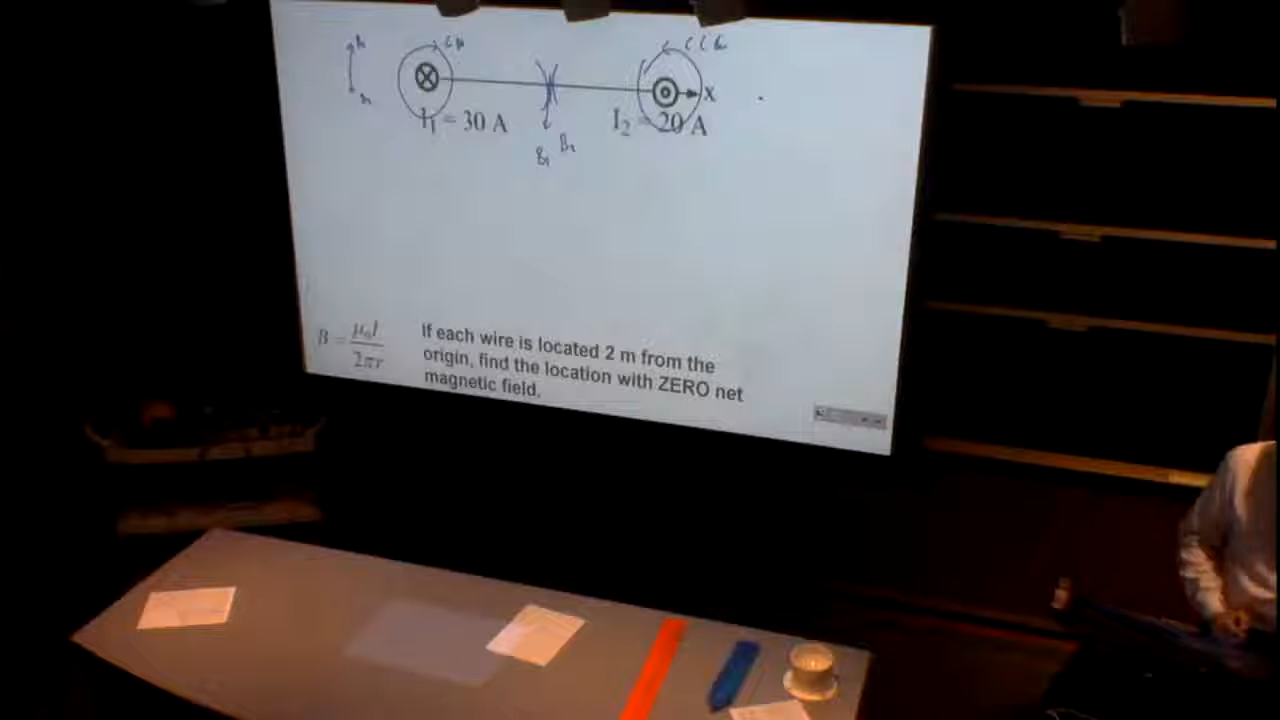 CCW
X
I₁ = 30 A
I₂ = 20 A
B₁
B₂
B = μ₀I / 2πr
If each wire is located 2 m from the
origin, find the location with ZERO net
magnetic field.